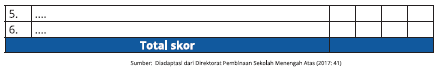 5. ....
6. ....
Total skor
Sumber: Diadaptasi dari Direktorat Pembinaan Sekolah Menengah Atas (2017: 41)